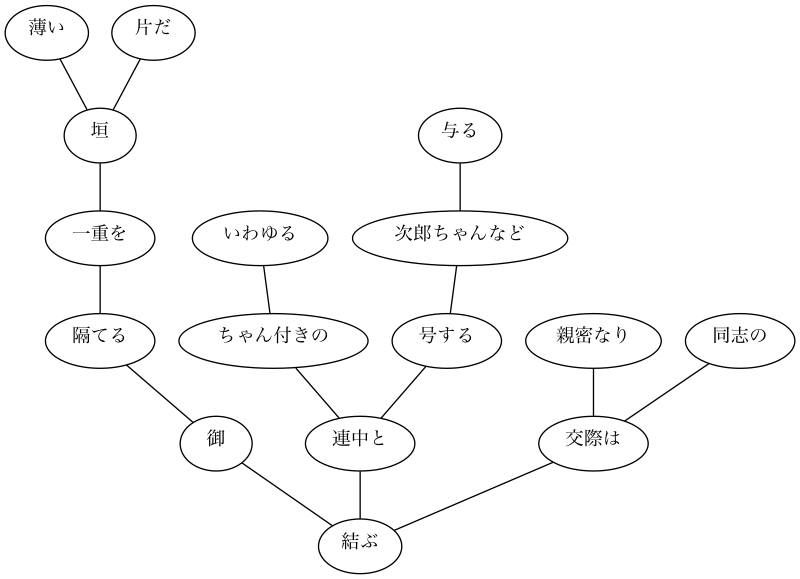 薄い
片だ
垣
与る
一重を
いわゆる
次郎ちゃんなど
隔てる
ちゃん付きの
号する
親密なり
同志の
御
連中と
交際は
結ぶ